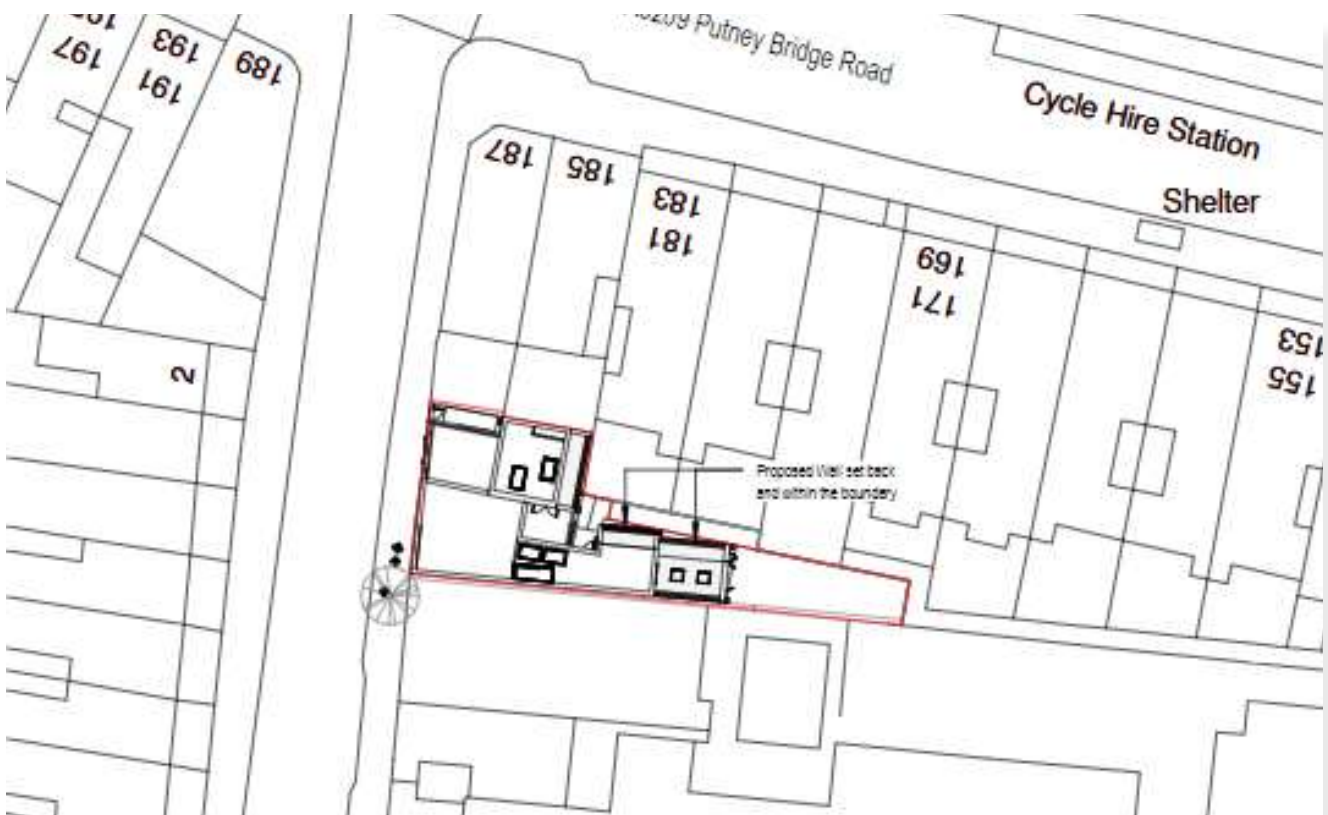 197
193
191
189
Putney Bridge Road
Cycle Hire Station
Shelter
187
185
183
181
169
171
153
155
2
Proposed Wall set back
and within the boundary